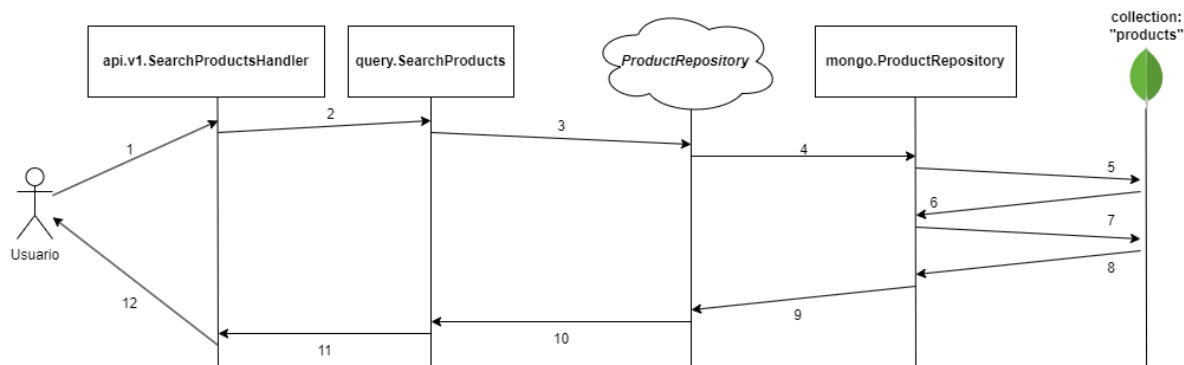 collection:
"products"
api.v1.SearchProductsHandler
query.SearchProducts
ProductRepository
mongo.ProductRepository
1
2
3
4
5
6
7
8
9
10
11
12
Usuario